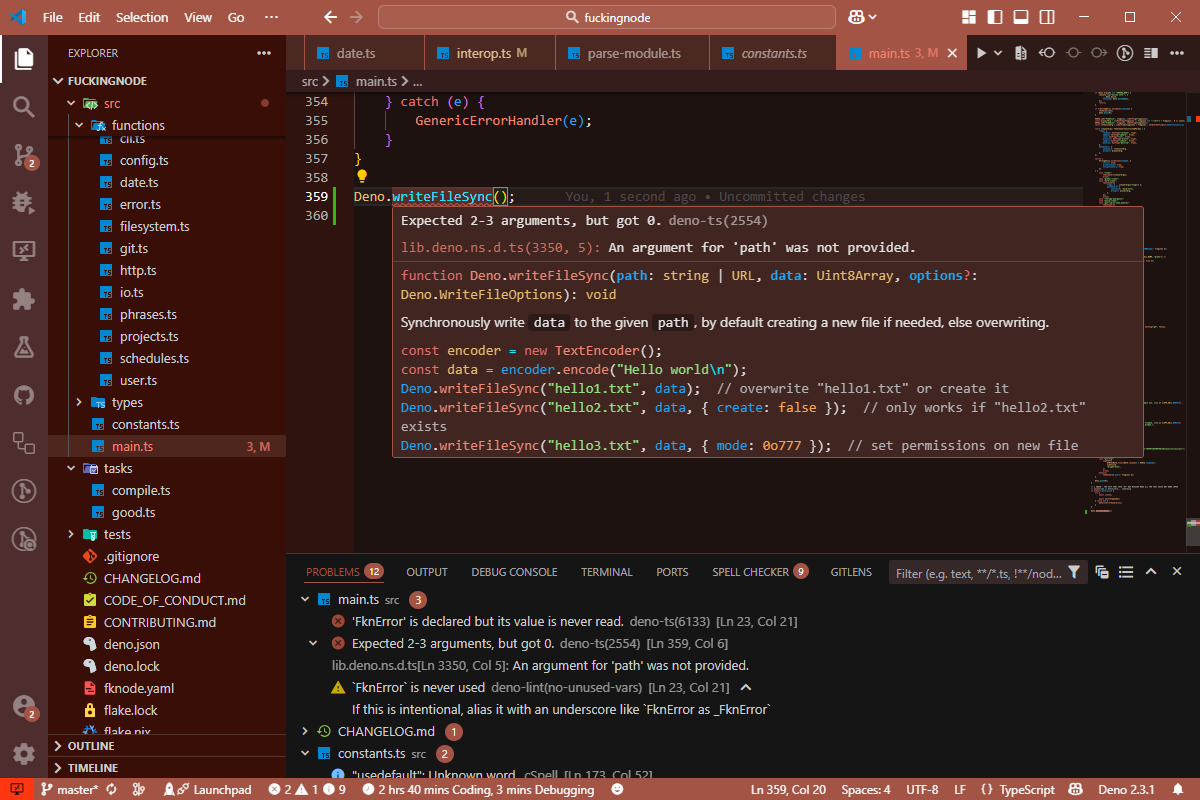 File Edit Selection View Go ···
fuckingnode
EXPLORER
FUCKINGNODE
src
functions
cli.ts
config.ts
date.ts
error.ts
filesystem.ts
git.ts
http.ts
io.ts
phrases.ts
projects.ts
schedules.ts
user.ts
types
constants.ts
main.ts 3, M
tasks
compile.ts
good.ts
tests
.gitignore
CHANGELOG.md
CODE_OF_CONDUCT.md
CONTRIBUTING.md
deno.json
deno.lock
fknode.yaml
flake.lock
flake.nix
OUTLINE
TIMELINE
2
2
date.ts interop.ts M parse-module.ts constants.ts main.ts 3, M
src > main.ts > ...
354 } catch (e) {
355 GenericErrorHandler(e);
356 }
357 }
358
359 Deno.writeFileSync(); You, 1 second ago • Uncommitted changes
360
Expected 2-3 arguments, but got 0. deno-ts(2554)
lib.deno.ns.d.ts(3350, 5): An argument for 'path' was not provided.
function Deno.writeFileSync(path: string | URL, data: Uint8Array, options?:
Deno.WriteFileOptions): void
Synchronously write data to the given path, by default creating a new file if needed, else overwriting.
const encoder = new TextEncoder();
const data = encoder.encode("Hello world\n");
Deno.writeFileSync("hello1.txt", data);  // overwrite "hello1.txt" or create it
Deno.writeFileSync("hello2.txt", data, { create: false });  // only works if "hello2.txt"
exists
Deno.writeFileSync("hello3.txt", data, { mode: 0o777 });  // set permissions on new file
PROBLEMS 12 OUTPUT DEBUG CONSOLE TERMINAL PORTS SPELL CHECKER 9 GITLENS Filter (e.g. text, **/*.ts, !**/nod...
main.ts src 3
'FknError' is declared but its value is never read. deno-ts(6133) [Ln 23, Col 21]
Expected 2-3 arguments, but got 0. deno-ts(2554) [Ln 359, Col 6]
lib.deno.ns.d.ts[Ln 3350, Col 5]: An argument for 'path' was not provided.
`FknError` is never used deno-lint(no-unused-vars) [Ln 23, Col 21]
If this is intentional, alias it with an underscore like `FknError as _FknError`
CHANGELOG.md 1
constants.ts src 2
"usedefault": Unknown word. cSpell [Ln 173, Col 52]
master* Launchpad 2 1 9 2 hrs 40 mins Coding, 3 mins Debugging Ln 359, Col 20 Spaces: 4 UTF-8 LF {} TypeScript Deno 2.3.1